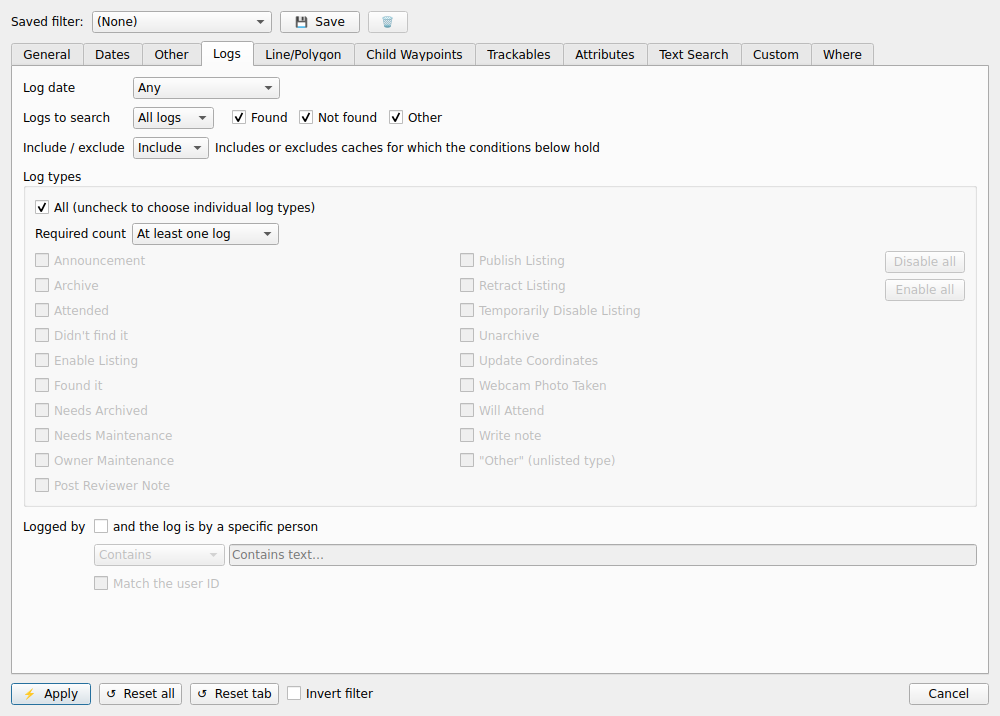 Saved filter: (None) Save
General Dates Other Logs Line/Polygon Child Waypoints Trackables Attributes Text Search Custom Where
Log date Any
Logs to search All logs Found Not found Other
Include / exclude Include Includes or excludes caches for which the conditions below hold
Log types
All (uncheck to choose individual log types)
Required count At least one log
Announcement Publish Listing Disable all
Archive Retract Listing Enable all
Attended Temporarily Disable Listing
Didn't find it Unarchive
Enable Listing Update Coordinates
Found it Webcam Photo Taken
Needs Archived Will Attend
Needs Maintenance Write note
Owner Maintenance "Other" (unlisted type)
Post Reviewer Note
Logged by and the log is by a specific person
Contains Contains text...
Match the user ID
Apply Reset all Reset tab Invert filter Cancel